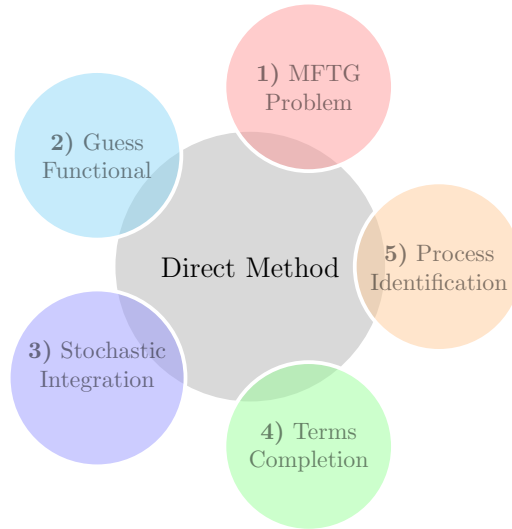 1) MFTG
Problem
2) Guess
Functional
Direct Method
5) Process
Identification
3) Stochastic
Integration
4) Terms
Completion